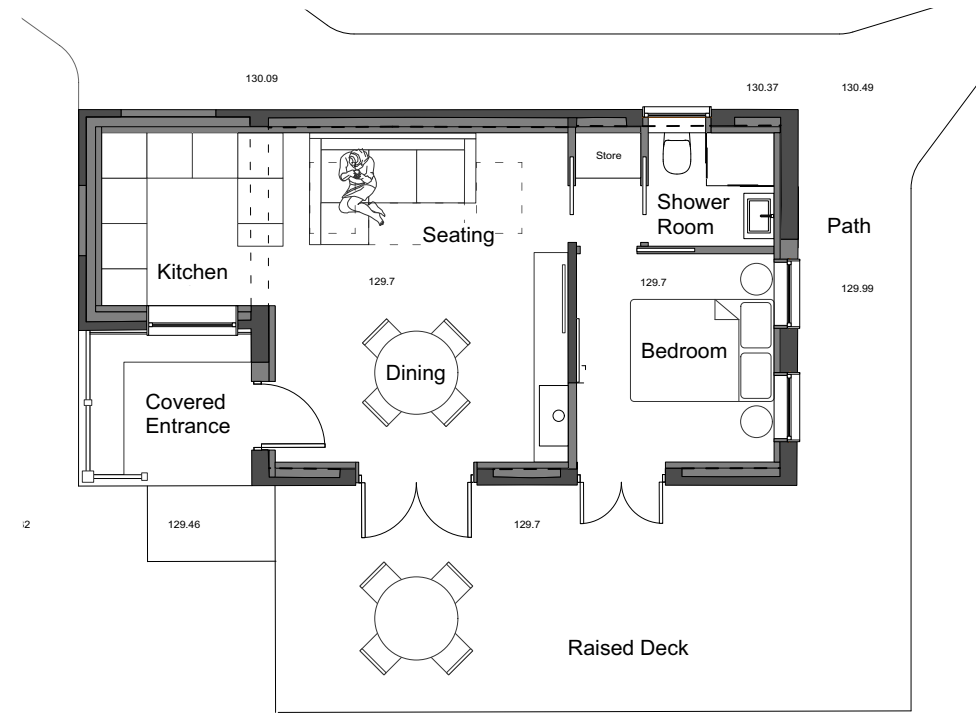 130.09
130.37
130.49
Store
Shower
Room
Path
Seating
Kitchen
129.7
129.7
129.99
Bedroom
Dining
Covered
Entrance
129.46
129.7
Raised Deck